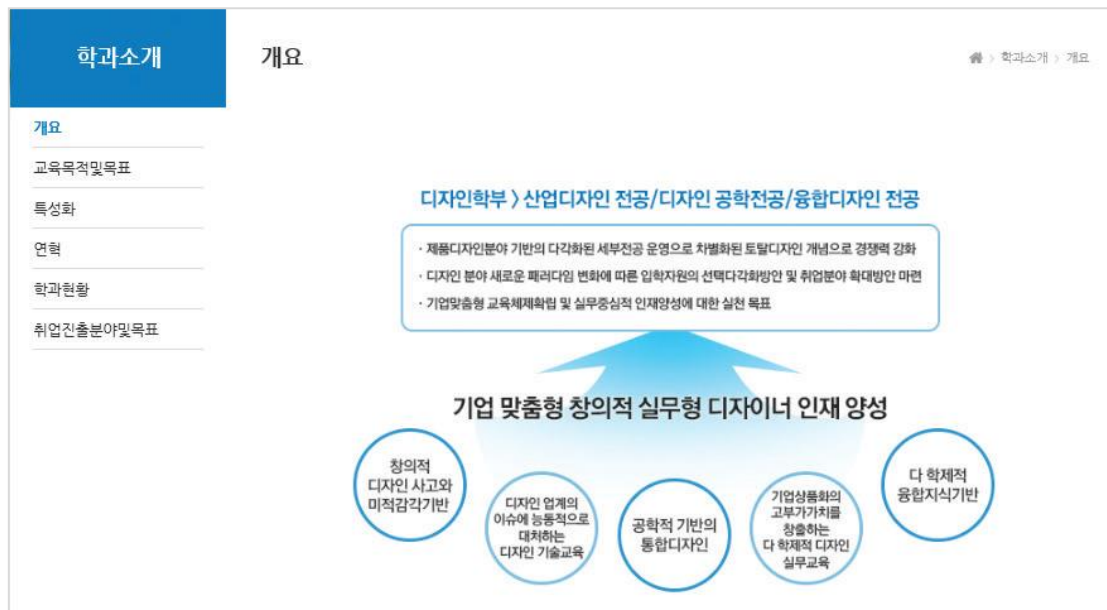 학과소개
개요
학과소개 > 개요
개요
교육목적및목표
특성화
연혁
학과현황
취업진출분야및목표
디자인학부 > 산업디자인 전공/디자인 공학전공/융합디자인 전공
· 제품디자인분야 기반의 다각화된 세부전공 운영으로 차별화된 토탈디자인 개념으로 경쟁력 강화
· 디자인 분야 새로운 패러다임 변화에 따른 입학자원의 선택다각화방안 및 취업분야 확대방안 마련
· 기업맞춤형 교육체제확립 및 실무중심적 인재양성에 대한 실천 목표
기업 맞춤형 창의적 실무형 디자이너 인재 양성
창의적
디자인 사고와
미적감각기반
디자인 업계의
이슈에 능동적으로
대처하는
디자인 기술교육
공학적 기반의
통합디자인
기업상품화의
고부가가치를
창출하는
다 학제적 디자인
실무교육
다 학제적
융합지식기반